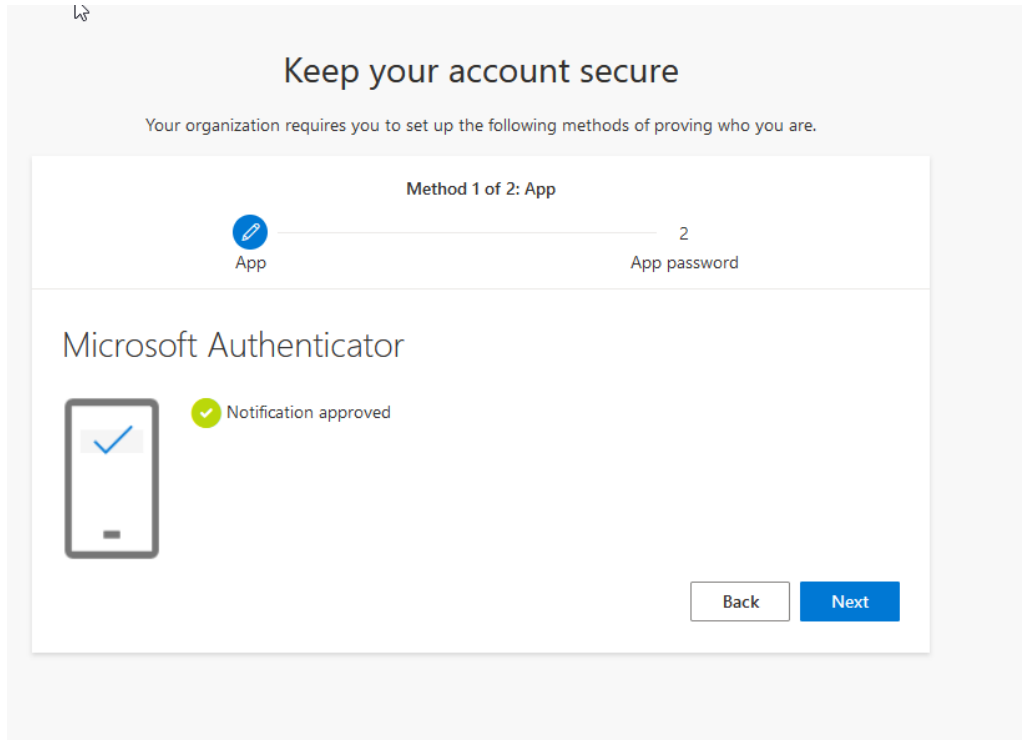 Keep your account secure
Your organization requires you to set up the following methods of proving who you are.
Method 1 of 2: App
App
2
App password
Microsoft Authenticator
Notification approved
Back
Next